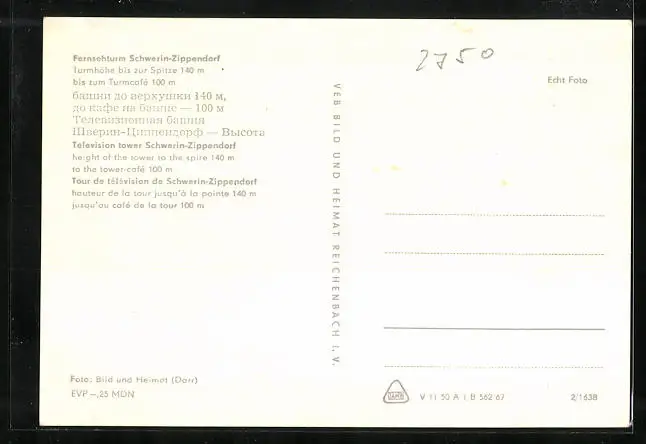 Fernsehturm Schwerin-Zippendorf
Turmhöhe bis zur Spitze 140 m
bis zum Turmcafé 100 m
башни до верхушки 140 м,
до кафе на башне — 100 м
Телевизионная башня
Шверин-Циппендорф — Высота
Television tower Schwerin-Zippendorf
height of the tower to the spire 140 m
to the tower-café 100 m
Tour de télévision de Schwerin-Zippendorf
hauteur de la tour jusqu'à la pointe 140 m
jusqu'au café de la tour 100 m
Foto: Bild und Heimat (Darr)
EVP –,25 MDN
VEB BILD UND HEIMAT REICHENBACH I. V.
2750
Echt Foto
V 11 50 A 1 B 562 67
2/1638